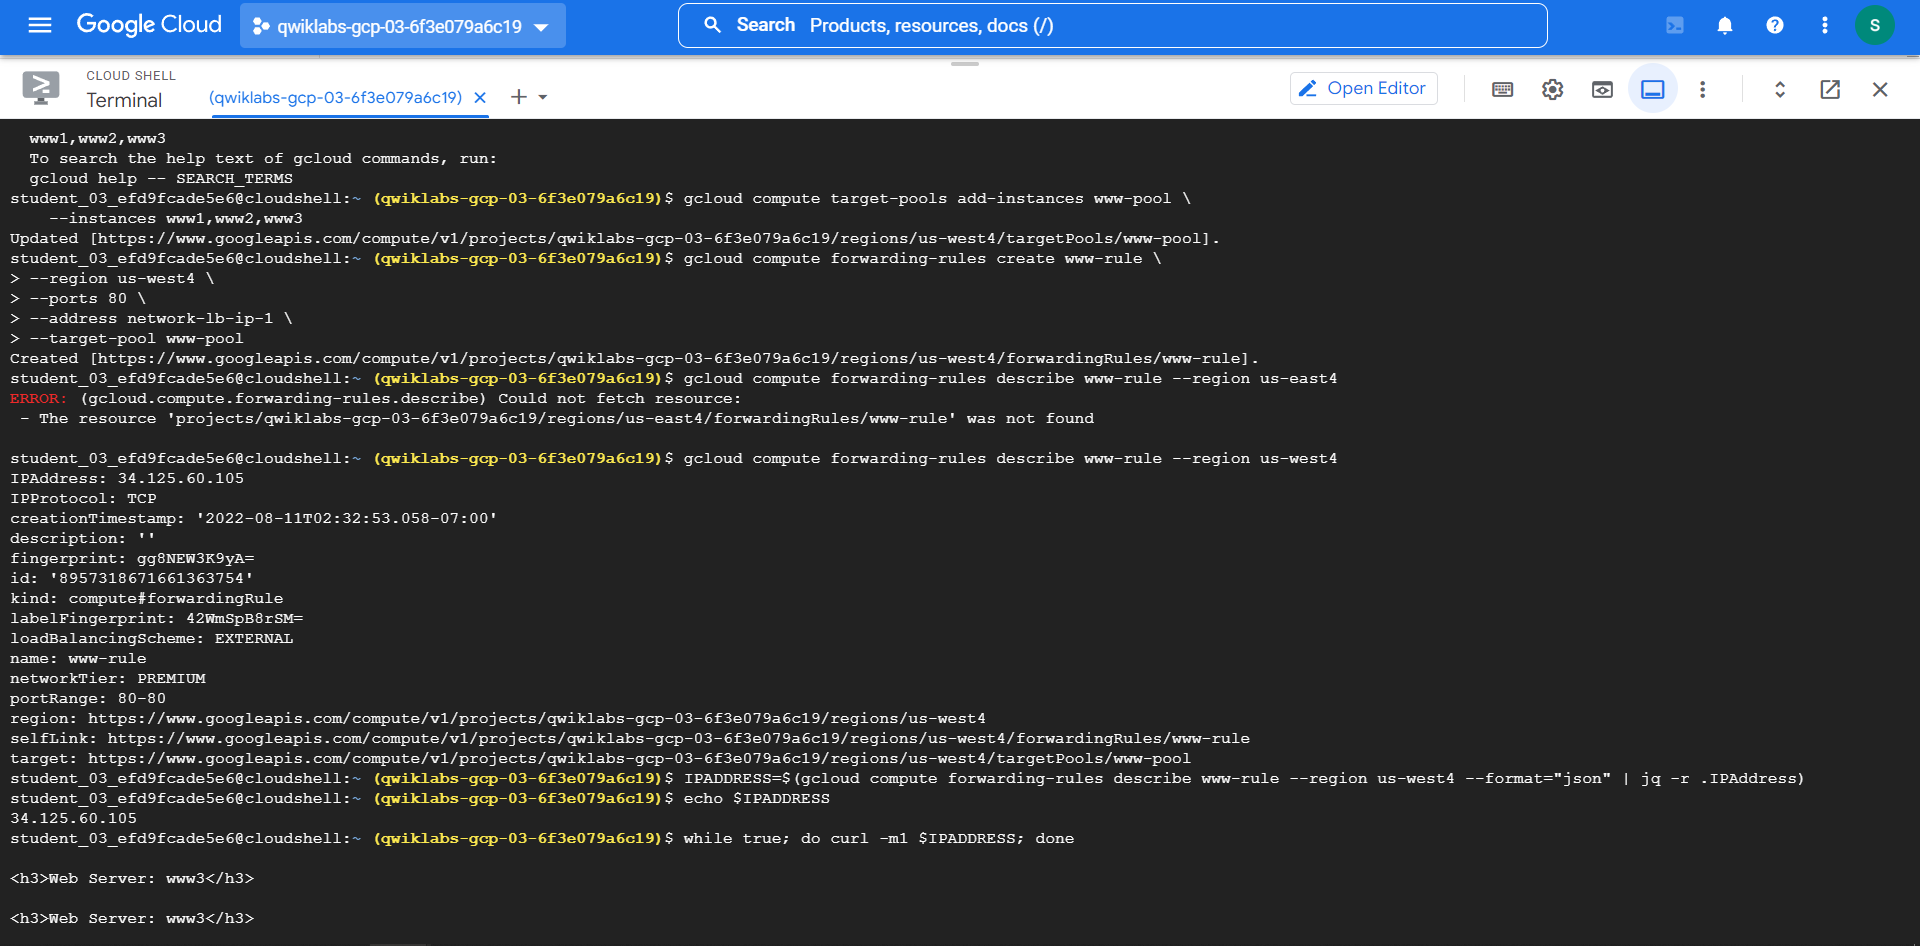 Google Cloud
qwiklabs-gcp-03-6f3e079a6c19
Search Products, resources, docs (/)
S
CLOUD SHELL
Terminal
(qwiklabs-gcp-03-6f3e079a6c19)
Open Editor
www1,www2,www3
To search the help text of gcloud commands, run:
gcloud help -- SEARCH_TERMS
student_03_efd9fcade5e6@cloudshell:~ (qwiklabs-gcp-03-6f3e079a6c19)$ gcloud compute target-pools add-instances www-pool \
--instances www1,www2,www3
Updated [https://www.googleapis.com/compute/v1/projects/qwiklabs-gcp-03-6f3e079a6c19/regions/us-west4/targetPools/www-pool].
student_03_efd9fcade5e6@cloudshell:~ (qwiklabs-gcp-03-6f3e079a6c19)$ gcloud compute forwarding-rules create www-rule \
> --region us-west4 \
> --ports 80 \
> --address network-lb-ip-1 \
> --target-pool www-pool
Created [https://www.googleapis.com/compute/v1/projects/qwiklabs-gcp-03-6f3e079a6c19/regions/us-west4/forwardingRules/www-rule].
student_03_efd9fcade5e6@cloudshell:~ (qwiklabs-gcp-03-6f3e079a6c19)$ gcloud compute forwarding-rules describe www-rule --region us-east4
ERROR: (gcloud.compute.forwarding-rules.describe) Could not fetch resource:
- The resource 'projects/qwiklabs-gcp-03-6f3e079a6c19/regions/us-east4/forwardingRules/www-rule' was not found
student_03_efd9fcade5e6@cloudshell:~ (qwiklabs-gcp-03-6f3e079a6c19)$ gcloud compute forwarding-rules describe www-rule --region us-west4
IPAddress: 34.125.60.105
IPProtocol: TCP
creationTimestamp: '2022-08-11T02:32:53.058-07:00'
description: ''
fingerprint: gg8NEW3K9yA=
id: '8957318671661363754'
kind: compute#forwardingRule
labelFingerprint: 42WmSpB8rSM=
loadBalancingScheme: EXTERNAL
name: www-rule
networkTier: PREMIUM
portRange: 80-80
region: https://www.googleapis.com/compute/v1/projects/qwiklabs-gcp-03-6f3e079a6c19/regions/us-west4
selfLink: https://www.googleapis.com/compute/v1/projects/qwiklabs-gcp-03-6f3e079a6c19/regions/us-west4/forwardingRules/www-rule
target: https://www.googleapis.com/compute/v1/projects/qwiklabs-gcp-03-6f3e079a6c19/regions/us-west4/targetPools/www-pool
student_03_efd9fcade5e6@cloudshell:~ (qwiklabs-gcp-03-6f3e079a6c19)$ IPADDRESS=$(gcloud compute forwarding-rules describe www-rule --region us-west4 --format="json" | jq -r .IPAddress)
student_03_efd9fcade5e6@cloudshell:~ (qwiklabs-gcp-03-6f3e079a6c19)$ echo $IPADDRESS
34.125.60.105
student_03_efd9fcade5e6@cloudshell:~ (qwiklabs-gcp-03-6f3e079a6c19)$ while true; do curl -m1 $IPADDRESS; done
<h3>Web Server: www3</h3>
<h3>Web Server: www3</h3>